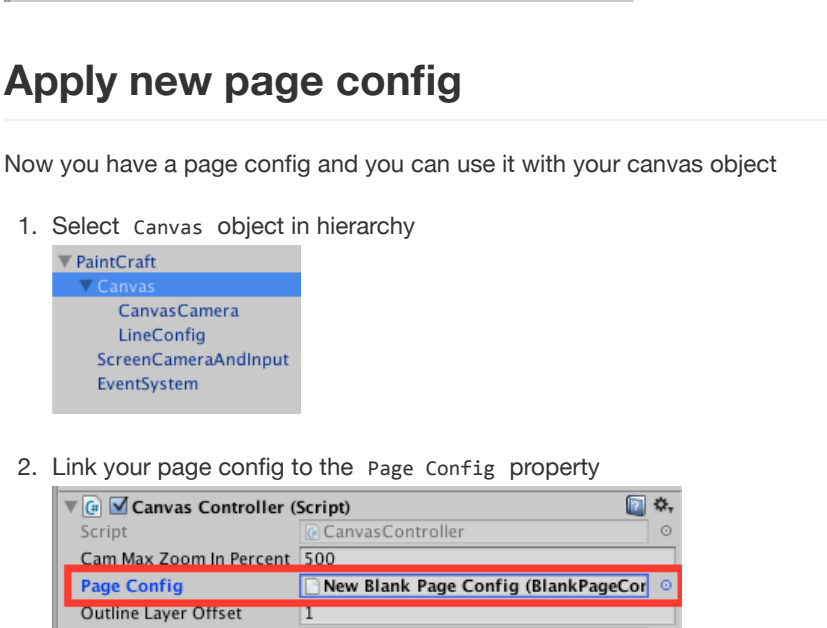 Apply new page config
Now you have a page config and you can use it with your canvas object
1. Select Canvas object in hierarchy
PaintCraft
Canvas
CanvasCamera
LineConfig
ScreenCameraAndInput
EventSystem
2. Link your page config to the Page Config property
Canvas Controller (Script)
Script CanvasController
Cam Max Zoom In Percent 500
Page Config New Blank Page Config (BlankPageCor
Outline Layer Offset 1